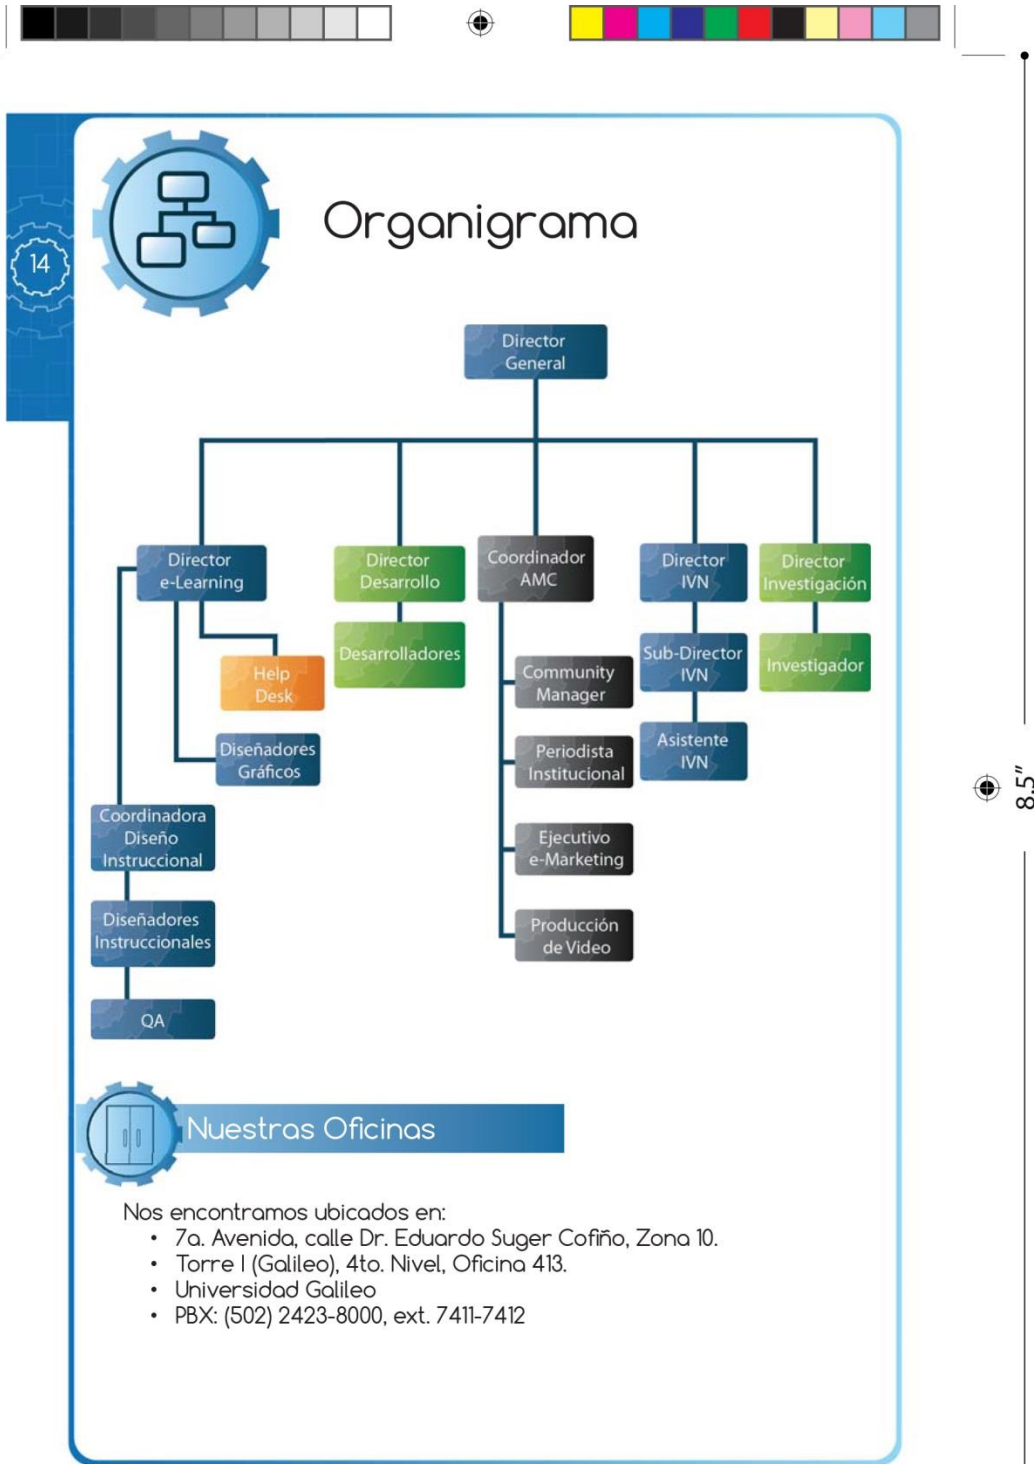 14
Organigrama
Director
General
Director
e-Learning
Director
Desarrollo
Coordinador
AMC
Director
IVN
Director
Investigación
Help
Desk
Desarrolladores
Community
Manager
Sub-Director
IVN
Investigador
Diseñadores
Gráficos
Periodista
Institucional
Asistente
IVN
Coordinadora
Diseño
Instruccional
Ejecutivo
e-Marketing
Diseñadores
Instruccionales
Producción
de Video
QA
8.5"
Nuestras Oficinas
Nos encontramos ubicados en:
• 7a. Avenida, calle Dr. Eduardo Suger Cofiño, Zona 10.
• Torre I (Galileo), 4to. Nivel, Oficina 413.
• Universidad Galileo
• PBX: (502) 2423-8000, ext. 7411-7412